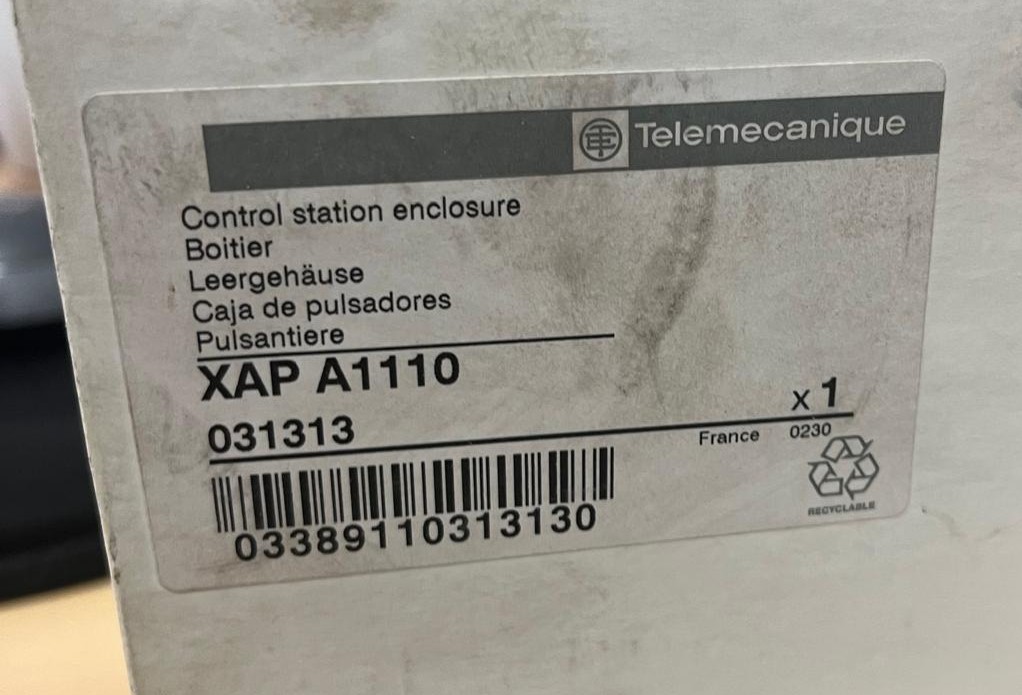 Telemecanique
Control station enclosure
Boitier
Leergehäuse
Caja de pulsadores
Pulsantiere
XAP A1110
x 1
031313
France 0230
RECYCLABLE
03389110313130